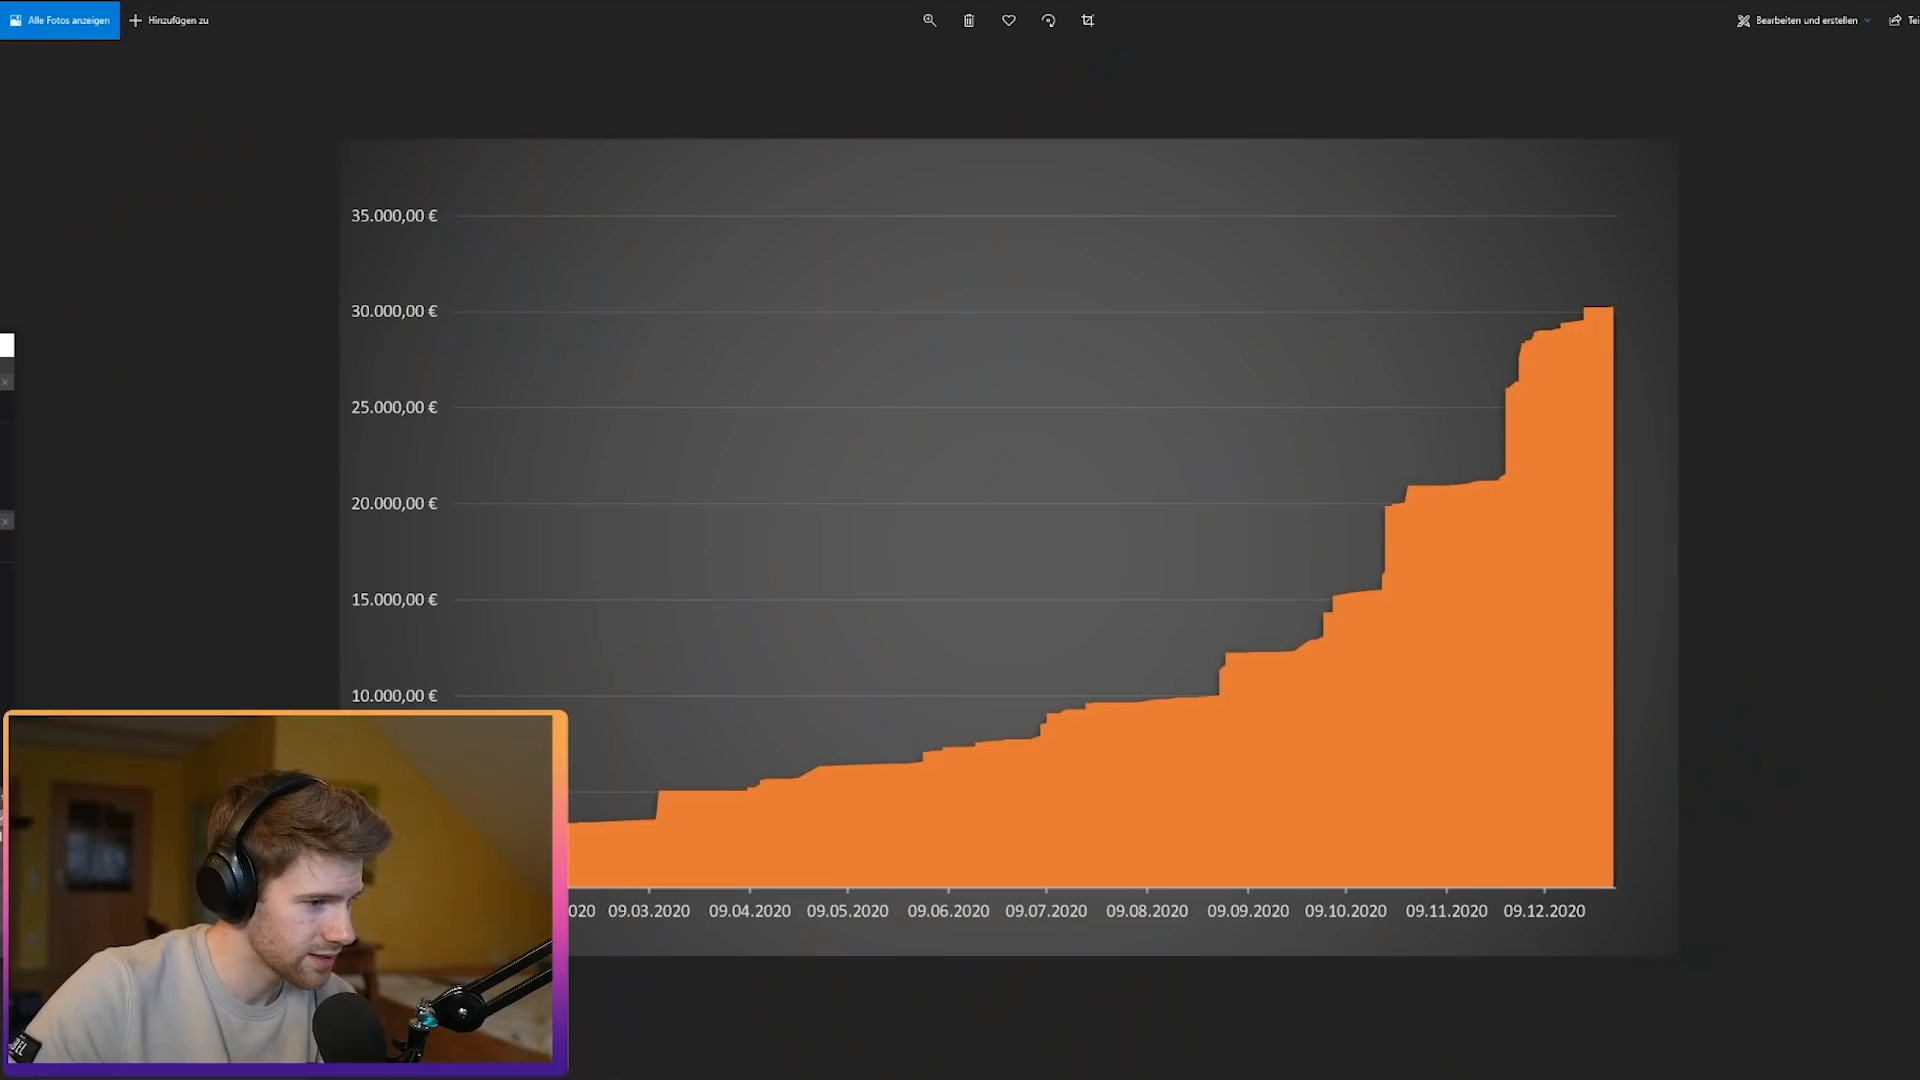 Alle Fotos anzeigen
Hinzufügen zu
Bearbeiten und erstellen
Tei
35.000,00 €
30.000,00 €
25.000,00 €
20.000,00 €
15.000,00 €
10.000,00 €
020 09.03.2020 09.04.2020 09.05.2020 09.06.2020 09.07.2020 09.08.2020 09.09.2020 09.10.2020 09.11.2020 09.12.2020